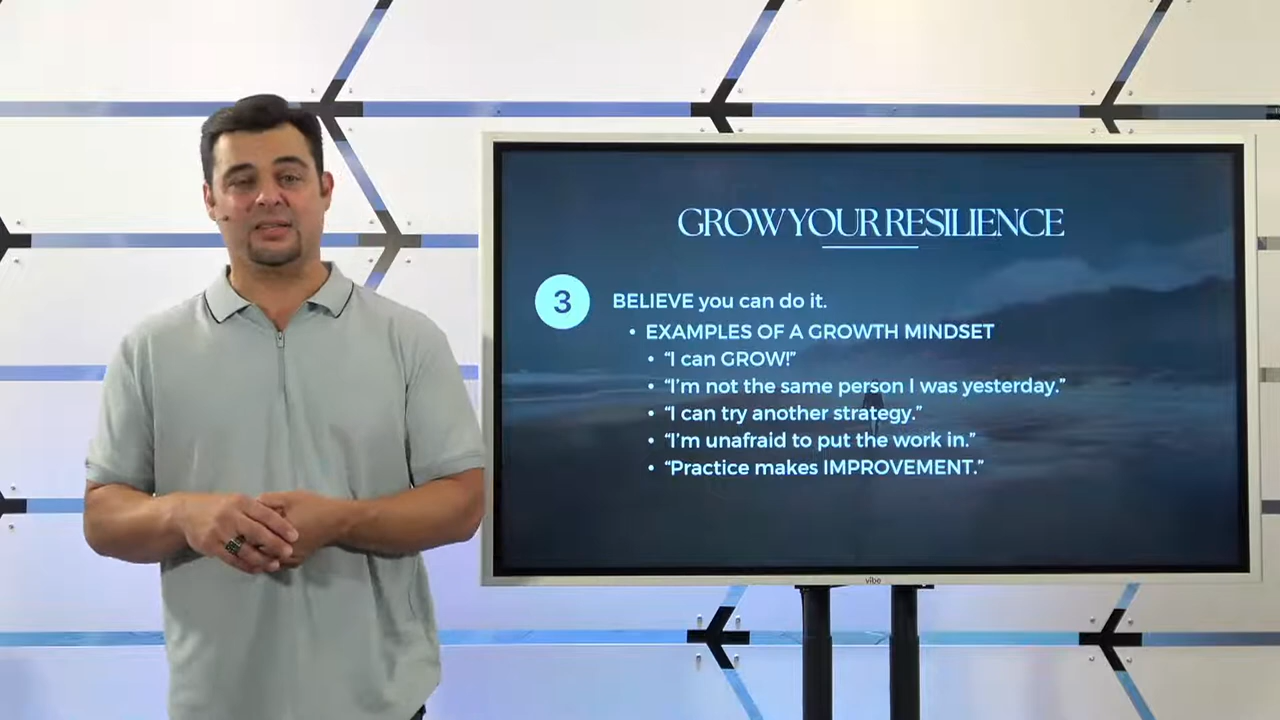 GROW YOUR RESILIENCE
3
BELIEVE you can do it.
• EXAMPLES OF A GROWTH MINDSET
• “I can GROW!”
• “I’m not the same person I was yesterday.”
• “I can try another strategy.”
• “I’m unafraid to put the work in.”
• “Practice makes IMPROVEMENT.”
vibe